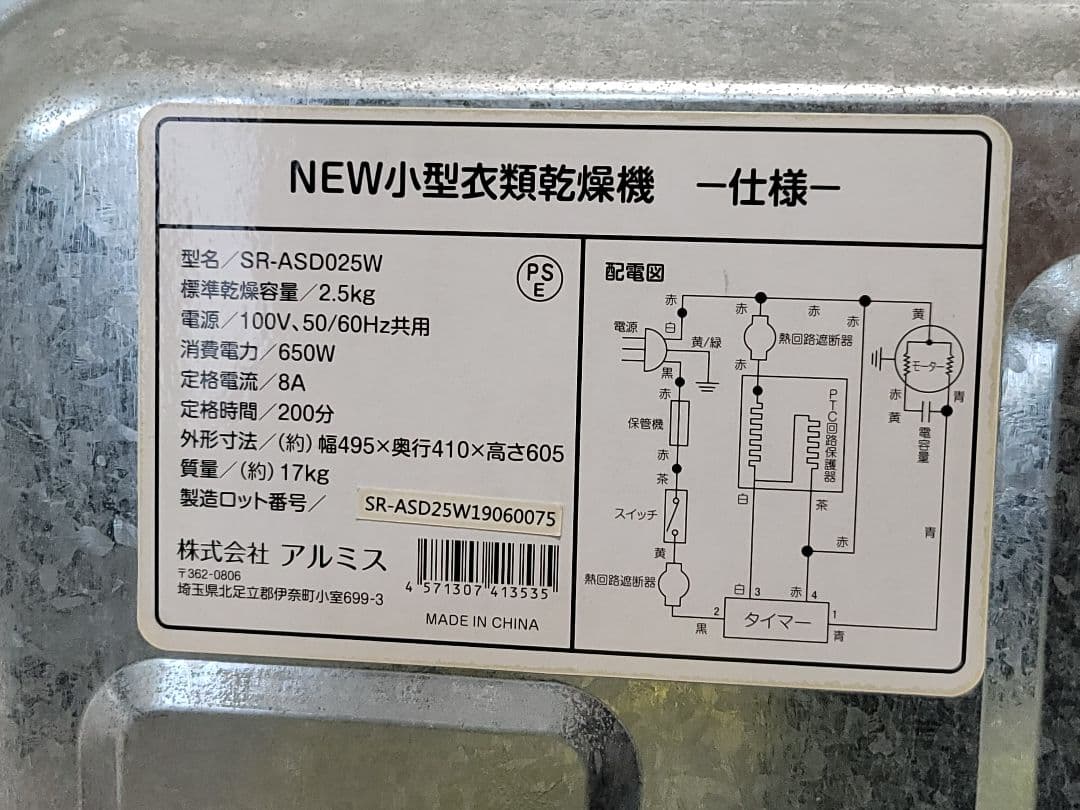 NEW小型衣類乾燥機 ー仕様ー
型名／SR-ASD025W
標準乾燥容量／2.5kg
電源／100V、50/60Hz共用
消費電力／650W
定格電流／8A
定格時間／200分
外形寸法／(約) 幅495×奥行410×高さ605
質量／(約) 17kg
製造ロット番号／ SR-ASD25W19060075
株式会社 アルミス
〒362-0806
埼玉県北足立郡伊奈町小室699-3
4 571307 413535
MADE IN CHINA
PS
E
配電図
赤
赤
赤
赤
黄
白
電源
黄/緑
熱回路遮断器
モーター
黒
赤
赤
赤
青
黄
保管機
PTC回路保護器
電容量
赤
茶
白
茶
スイッチ
赤
青
黄
熱回路遮断器
白 3
赤 4
2
タイマー
1
黒
青